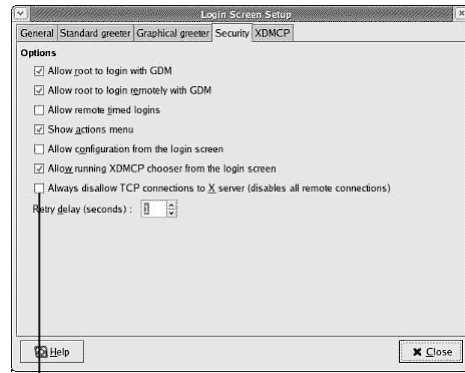 Login Screen Setup
General Standard greeter Graphical greeter Security XDMCP
Options
Allow root to login with GDM
Allow root to login remotely with GDM
Allow remote timed logins
Show actions menu
Allow configuration from the login screen
Allow running XDMCP chooser from the login screen
Always disallow TCP connections to X server (disables all remote connections)
Retry delay (seconds) :
Help
Close